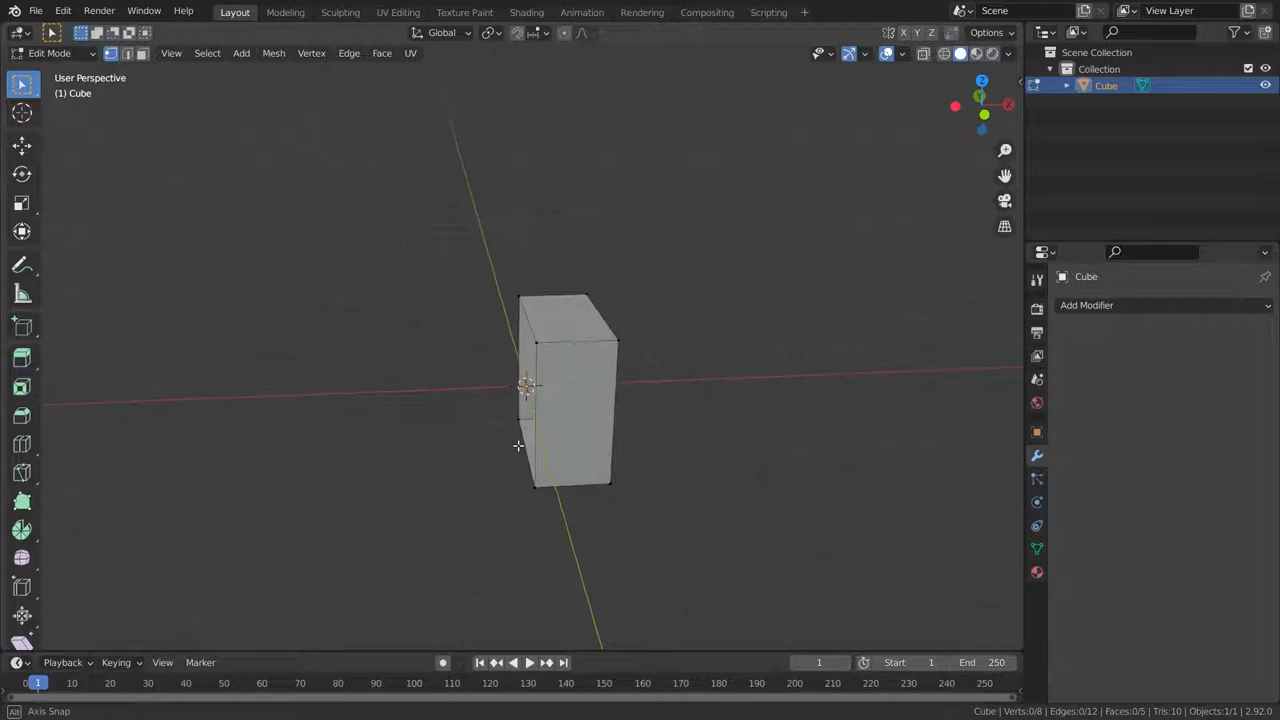 File Edit Render Window Help Layout Modeling Sculpting UV Editing Texture Paint Shading Animation Rendering Compositing Scripting + Scene View Layer
Global X Y Z Options
Edit Mode View Select Add Mesh Vertex Edge Face UV
Scene Collection
Collection
Cube
User Perspective
(1) Cube
Z
Y
X
Cube
Add Modifier
Playback Keying View Marker 1 Start 1 End 250
0 10 20 30 40 50 60 70 80 90 100 110 120 130 140 150 160 170 180 190 200 210 220 230 240 250
1
Alt Axis Snap Cube | Verts:0/8 | Edges:0/12 | Faces:0/5 | Tris:10 | Objects:1/1 | 2.92.0